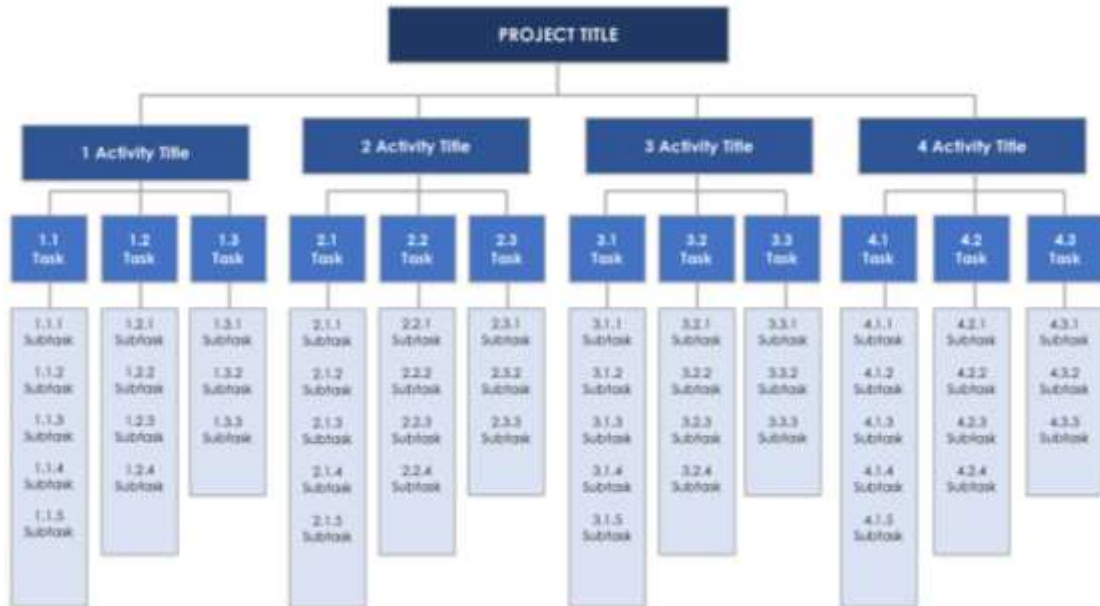 PROJECT TITLE
1 Activity Title
2 Activity Title
3 Activity Title
4 Activity Title
1.1
Task
1.2
Task
1.3
Task
2.1
Task
2.2
Task
2.3
Task
3.1
Task
3.2
Task
3.3
Task
4.1
Task
4.2
Task
4.3
Task
1.1.1
Subtask
1.1.2
Subtask
1.1.3
Subtask
1.1.4
Subtask
1.1.5
Subtask
1.2.1
Subtask
1.2.2
Subtask
1.2.3
Subtask
1.2.4
Subtask
1.3.1
Subtask
1.3.2
Subtask
1.3.3
Subtask
2.1.1
Subtask
2.1.2
Subtask
2.1.3
Subtask
2.1.4
Subtask
2.1.5
Subtask
2.2.1
Subtask
2.2.2
Subtask
2.2.3
Subtask
2.2.4
Subtask
2.3.1
Subtask
2.3.2
Subtask
2.3.3
Subtask
3.1.1
Subtask
3.1.2
Subtask
3.1.3
Subtask
3.1.4
Subtask
3.1.5
Subtask
3.2.1
Subtask
3.2.2
Subtask
3.2.3
Subtask
3.2.4
Subtask
3.3.1
Subtask
3.3.2
Subtask
3.3.3
Subtask
4.1.1
Subtask
4.1.2
Subtask
4.1.3
Subtask
4.1.4
Subtask
4.1.5
Subtask
4.2.1
Subtask
4.2.2
Subtask
4.2.3
Subtask
4.2.4
Subtask
4.3.1
Subtask
4.3.2
Subtask
4.3.3
Subtask